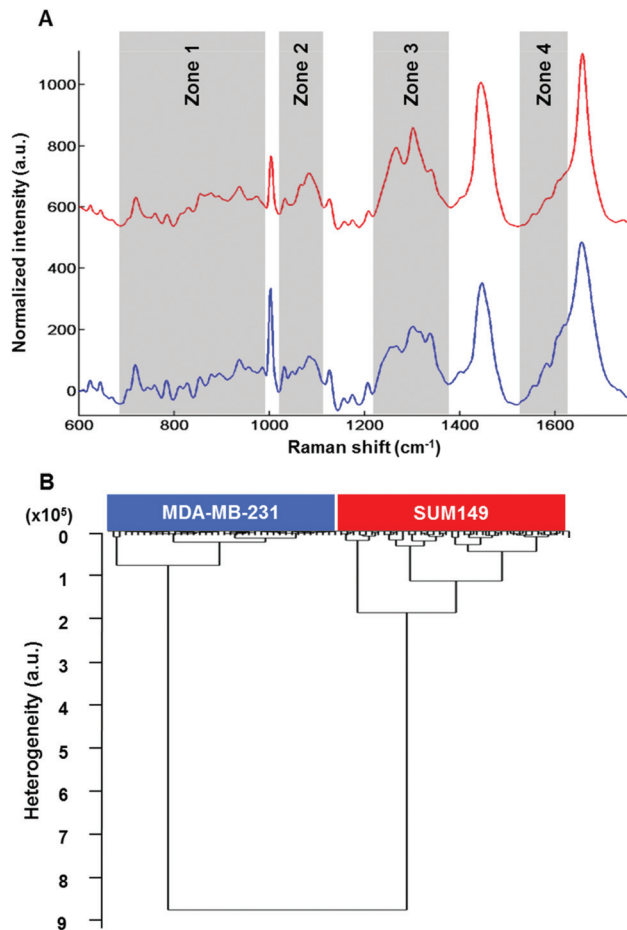 A
Zone 1
Zone 2
Zone 3
Zone 4
Normalized intensity (a.u.)
1000
800
600
400
200
0
600 800 1000 1200 1400 1600
Raman shift (cm⁻¹)
B
(x10⁵)
MDA-MB-231 SUM149
Heterogeneity (a.u.)
0
1
2
3
4
5
6
7
8
9